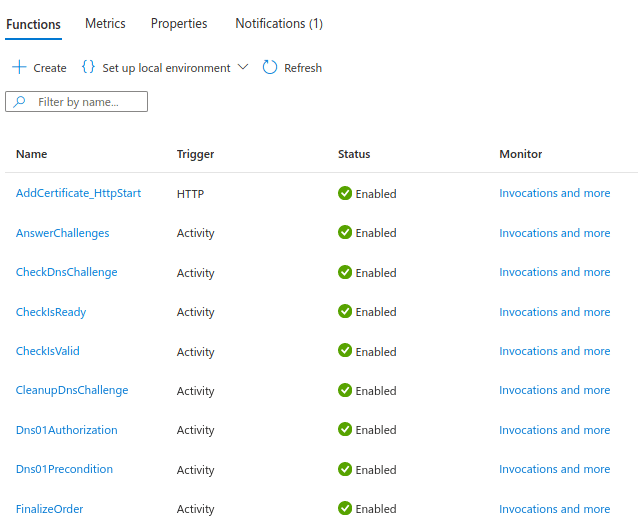 Functions Metrics Properties Notifications (1)
Create {} Set up local environment Refresh
Filter by name...
Name Trigger Status Monitor
AddCertificate_HttpStart HTTP Enabled Invocations and more
AnswerChallenges Activity Enabled Invocations and more
CheckDnsChallenge Activity Enabled Invocations and more
CheckIsReady Activity Enabled Invocations and more
CheckIsValid Activity Enabled Invocations and more
CleanupDnsChallenge Activity Enabled Invocations and more
Dns01Authorization Activity Enabled Invocations and more
Dns01Precondition Activity Enabled Invocations and more
FinalizeOrder Activity Enabled Invocations and more